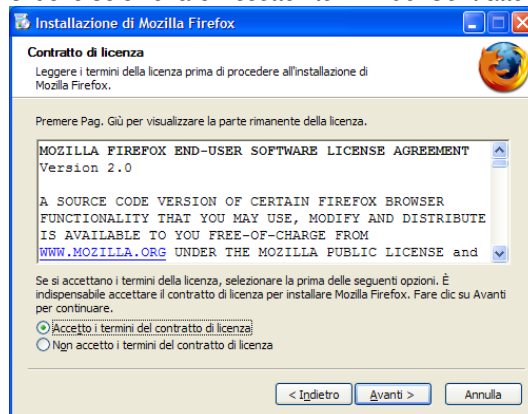 Installazione di Mozilla Firefox
Contratto di licenza
Leggere i termini della licenza prima di procedere all'installazione di
Mozilla Firefox.
Premere Pag. Giù per visualizzare la parte rimanente della licenza.
MOZILLA FIREFOX END-USER SOFTWARE LICENSE AGREEMENT
Version 2.0
A SOURCE CODE VERSION OF CERTAIN FIREFOX BROWSER
FUNCTIONALITY THAT YOU MAY USE, MODIFY AND DISTRIBUTE
IS AVAILABLE TO YOU FREE-OF-CHARGE FROM
WWW.MOZILLA.ORG UNDER THE MOZILLA PUBLIC LICENSE and
Se si accettano i termini della licenza, selezionare la prima delle seguenti opzioni. È
indispensabile accettare il contratto di licenza per installare Mozilla Firefox. Fare clic su Avanti
per continuare.
Accetto i termini del contratto di licenza
Non accetto i termini del contratto di licenza
< Indietro Avanti > Annulla